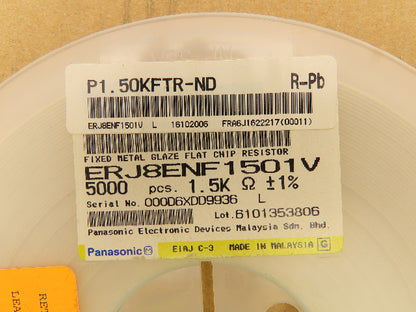 P1.50KFTR-ND R-Pb
ERJ8ENF1501V L 16102006 FRA6J1622217(00011)
FIXED METAL GLAZE FLAT CHIP RESISTOR
ERJ8ENF1501V
5000 pcs. 1.5K Ω ±1%
Serial No. 000D6XDD9936 L
Lot.6101353806
Panasonic Electronic Devices Malaysia Sdn. Bhd.
Panasonic EIAJ C-3 MADE IN MALAYSIA G